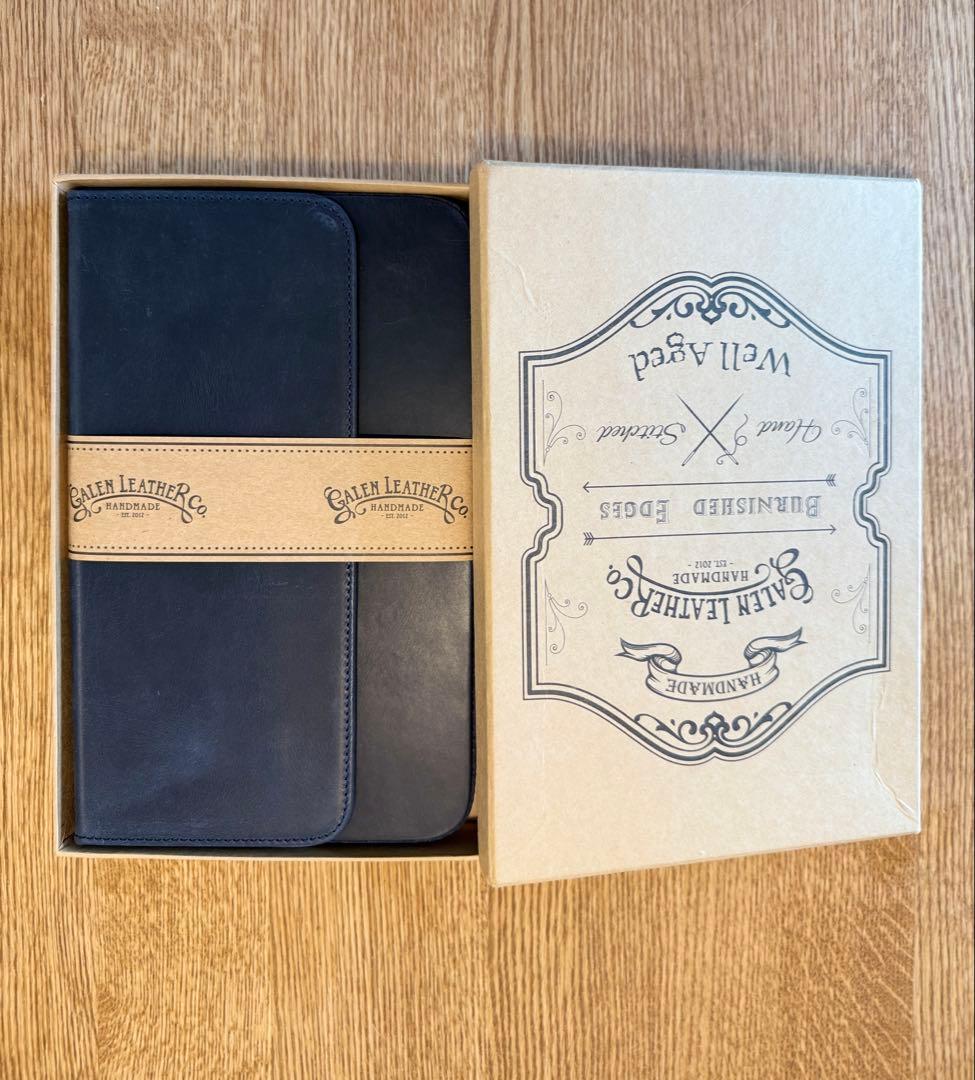 GALEN LEATHER Co.
HANDMADE
- EST. 2012 -
GALEN LEATHER Co.
HANDMADE
- EST. 2012 -
HANDMADE
GALEN LEATHER Co.
HANDMADE
- EST. 2012 -
BURNISHED EDGES
Hand Stitched
Well Aged